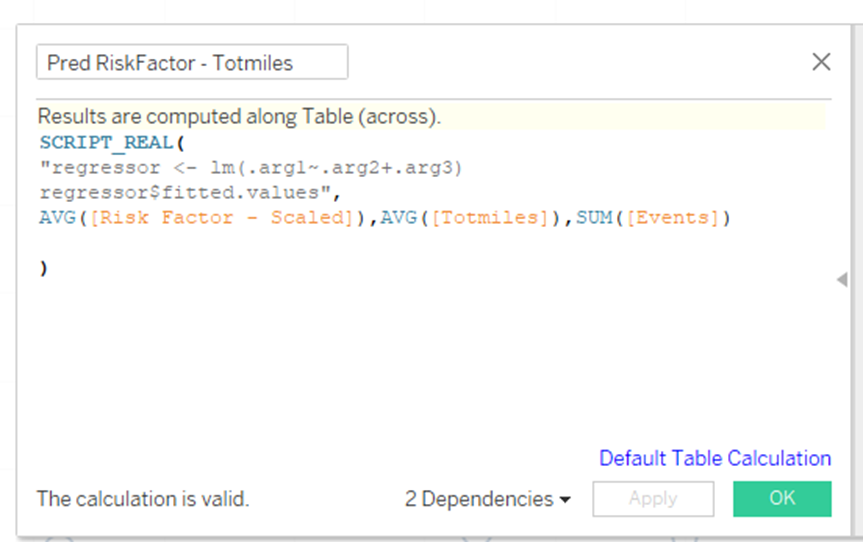 Pred RiskFactor - Totmiles
Results are computed along Table (across).
SCRIPT_REAL(
"regressor <- lm(.arg1~.arg2+.arg3)
regressor$fitted.values",
AVG([Risk Factor - Scaled]),AVG([Totmiles]),SUM([Events])
)
Default Table Calculation
The calculation is valid. 2 Dependencies Apply OK